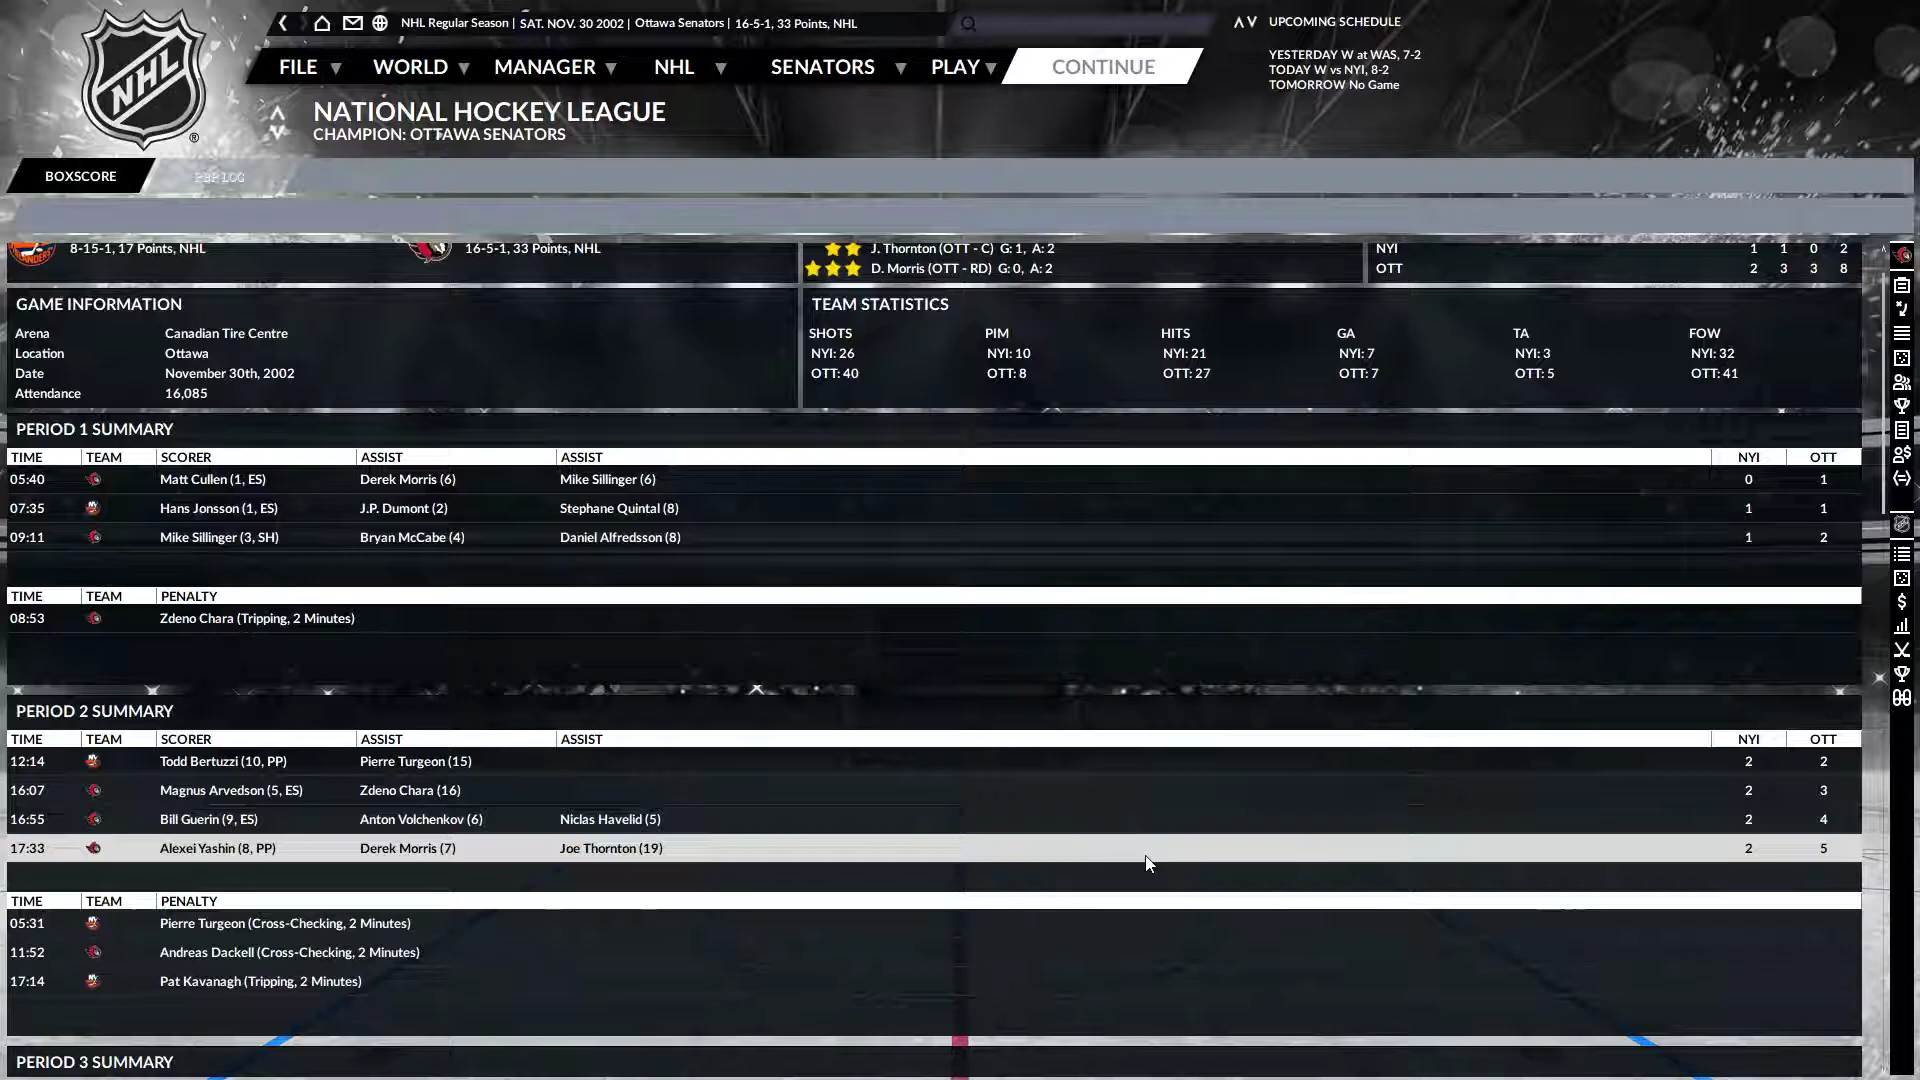 NHL Regular Season | SAT. NOV. 30 2002 | Ottawa Senators | 16-5-1, 33 Points, NHL
UPCOMING SCHEDULE
YESTERDAY W at WAS, 7-2
TODAY W vs NYI, 8-2
TOMORROW No Game
FILE WORLD MANAGER NHL SENATORS PLAY CONTINUE
NHL
NATIONAL HOCKEY LEAGUE
CHAMPION: OTTAWA SENATORS
BOXSCORE PBP LOG
8-15-1, 17 Points, NHL 16-5-1, 33 Points, NHL
J. Thornton (OTT - C) G: 1, A: 2
D. Morris (OTT - RD) G: 0, A: 2
NYI 1 1 0 2
OTT 2 3 3 8
GAME INFORMATION
Arena Canadian Tire Centre
Location Ottawa
Date November 30th, 2002
Attendance 16,085
TEAM STATISTICS
SHOTS PIM HITS GA TA FOW
NYI: 26 NYI: 10 NYI: 21 NYI: 7 NYI: 3 NYI: 32
OTT: 40 OTT: 8 OTT: 27 OTT: 7 OTT: 5 OTT: 41
PERIOD 1 SUMMARY
TIME TEAM SCORER ASSIST ASSIST NYI OTT
05:40 Matt Cullen (1, ES) Derek Morris (6) Mike Sillinger (6) 0 1
07:35 Hans Jonsson (1, ES) J.P. Dumont (2) Stephane Quintal (8) 1 1
09:11 Mike Sillinger (3, SH) Bryan McCabe (4) Daniel Alfredsson (8) 1 2
TIME TEAM PENALTY
08:53 Zdeno Chara (Tripping, 2 Minutes)
PERIOD 2 SUMMARY
TIME TEAM SCORER ASSIST ASSIST NYI OTT
12:14 Todd Bertuzzi (10, PP) Pierre Turgeon (15) 2 2
16:07 Magnus Arvedson (5, ES) Zdeno Chara (16) 2 3
16:55 Bill Guerin (9, ES) Anton Volchenkov (6) Niclas Havelid (5) 2 4
17:33 Alexei Yashin (8, PP) Derek Morris (7) Joe Thornton (19) 2 5
TIME TEAM PENALTY
05:31 Pierre Turgeon (Cross-Checking, 2 Minutes)
11:52 Andreas Dackell (Cross-Checking, 2 Minutes)
17:14 Pat Kavanagh (Tripping, 2 Minutes)
PERIOD 3 SUMMARY